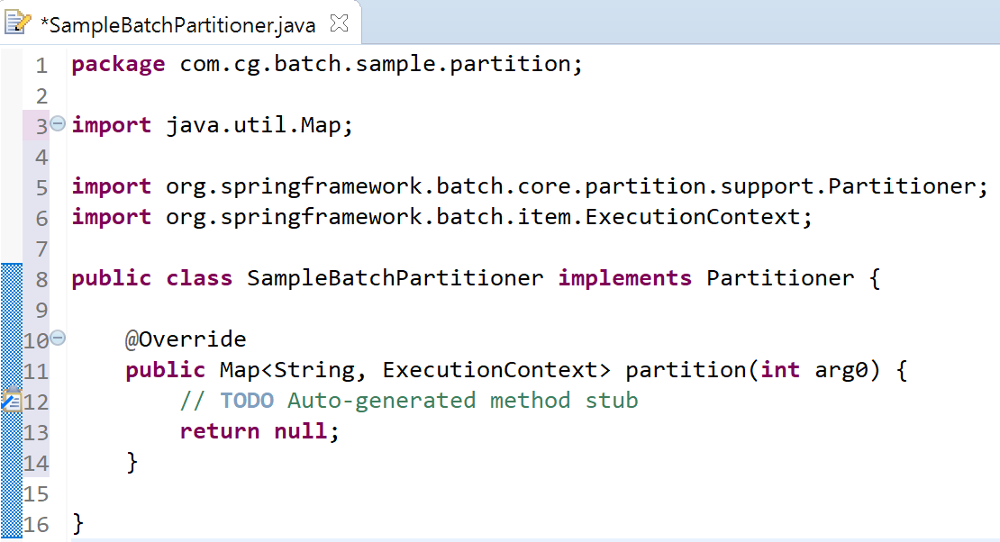 *SampleBatchPartitioner.java
1 package com.cg.batch.sample.partition;
2
3 import java.util.Map;
4
5 import org.springframework.batch.core.partition.support.Partitioner;
6 import org.springframework.batch.item.ExecutionContext;
7
8 public class SampleBatchPartitioner implements Partitioner {
9
10     @Override
11     public Map<String, ExecutionContext> partition(int arg0) {
12         // TODO Auto-generated method stub
13         return null;
14     }
15
16 }